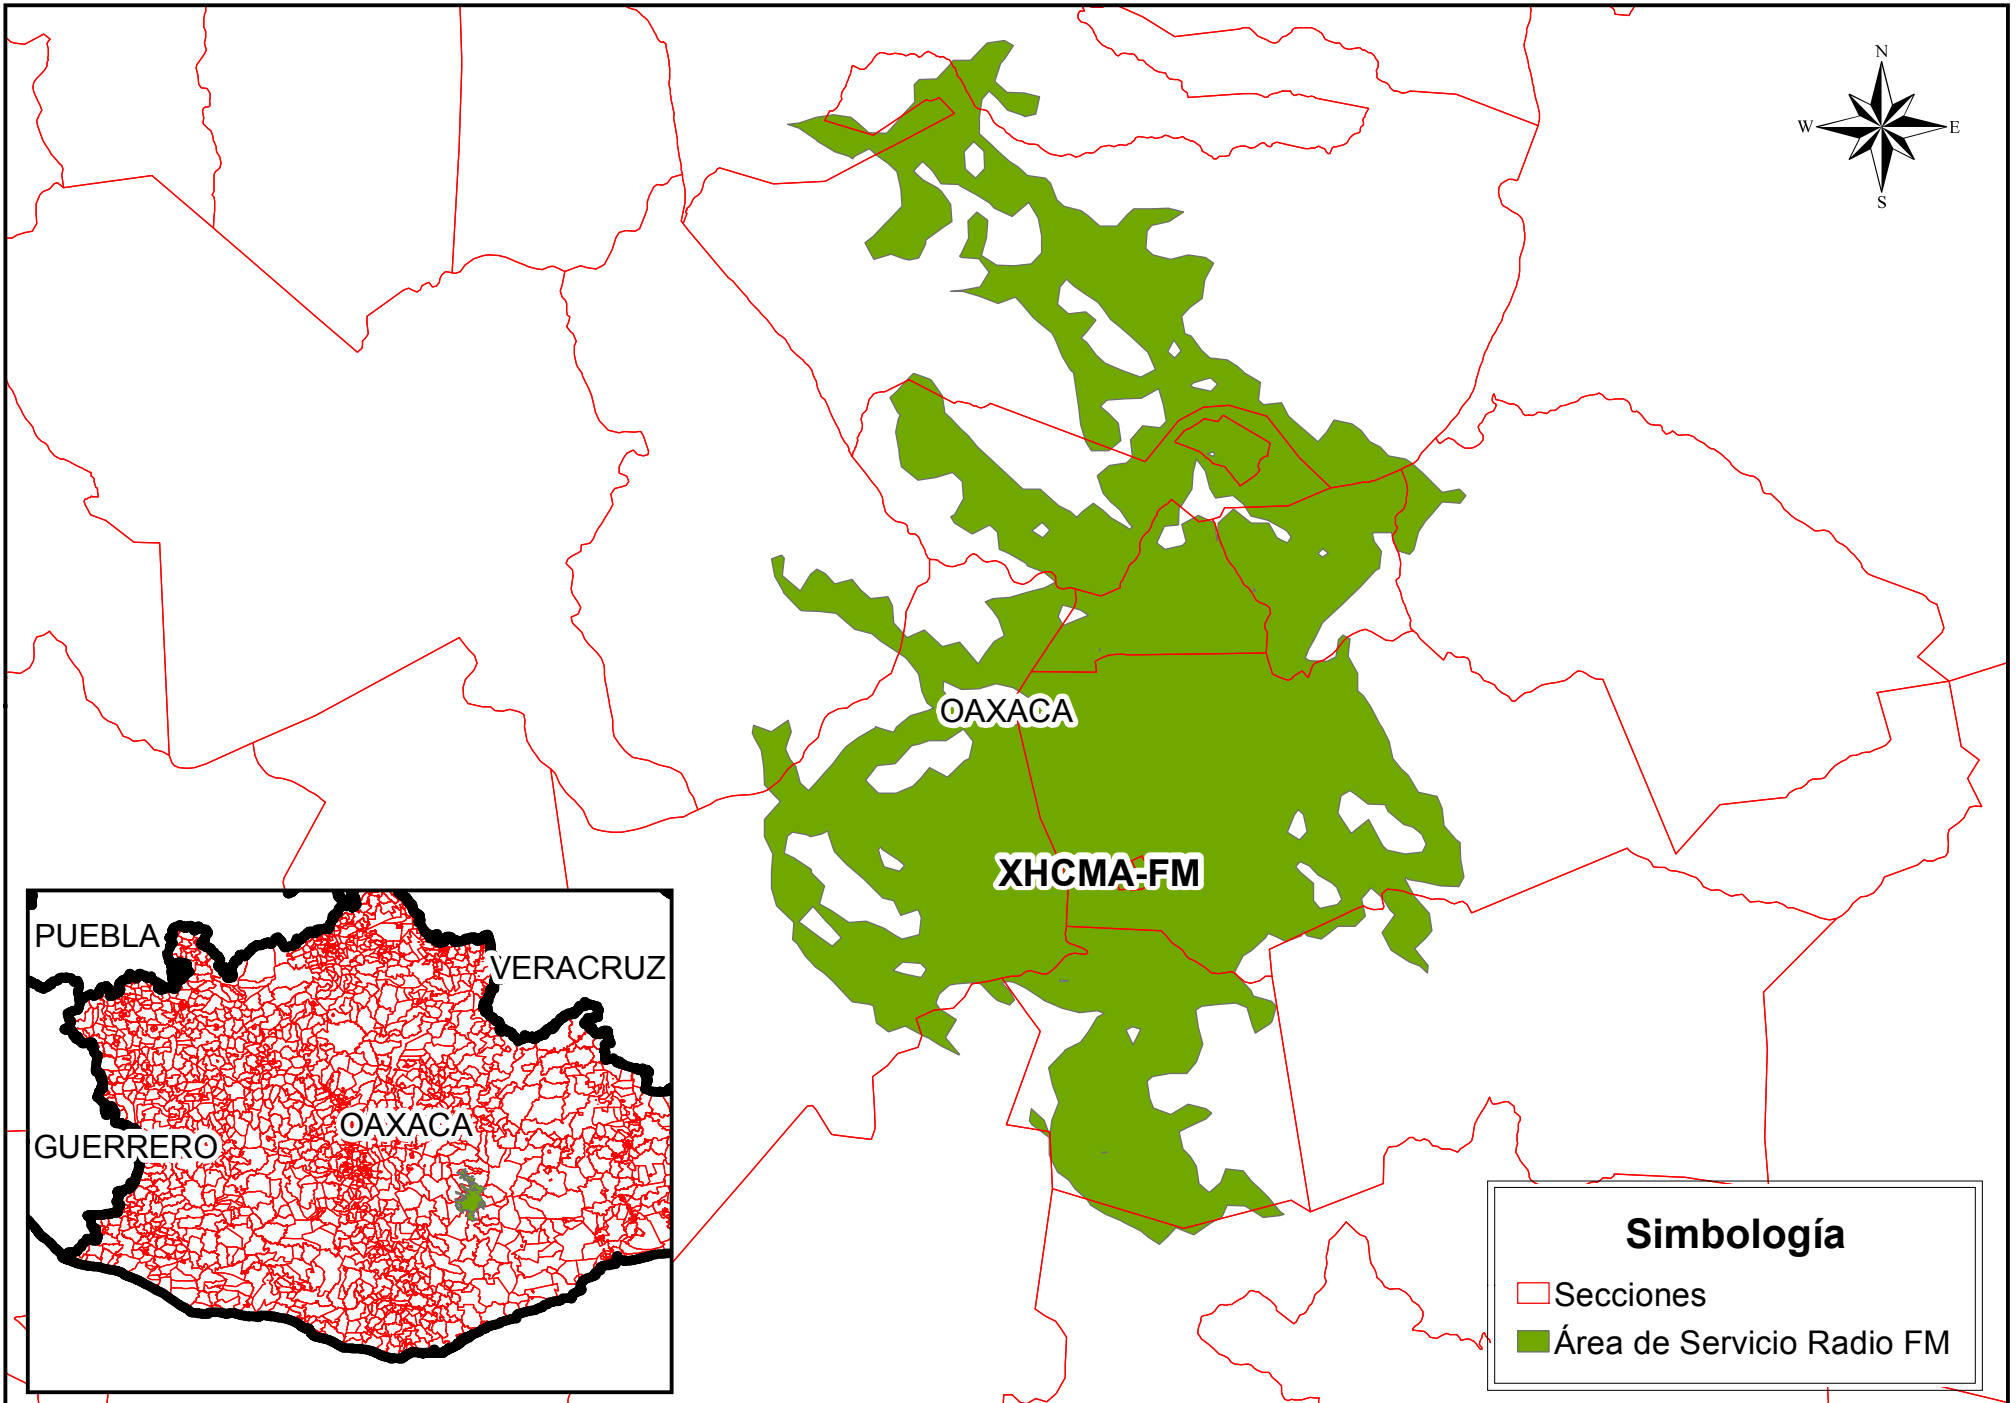 N
W E
S
OAXACA
XHCMA-FM
PUEBLA
VERACRUZ
OAXACA
GUERRERO
Simbología
Secciones
Área de Servicio Radio FM